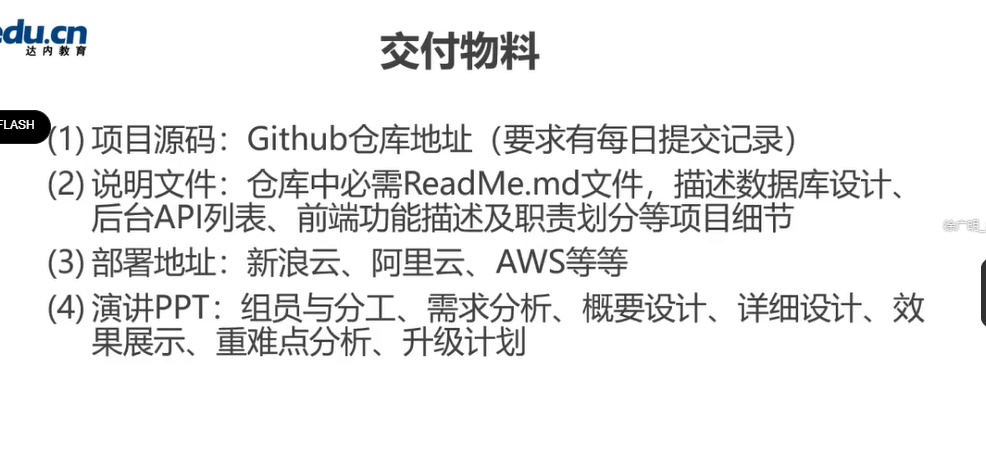 edu.cn
达内教育
交付物料
FLASH
(1) 项目源码：Github仓库地址（要求有每日提交记录）
(2) 说明文件：仓库中必需ReadMe.md文件，描述数据库设计、
后台API列表、前端功能描述及职责划分等项目细节
(3) 部署地址：新浪云、阿里云、AWS等等
(4) 演讲PPT：组员与分工、需求分析、概要设计、详细设计、效
果展示、重难点分析、升级计划